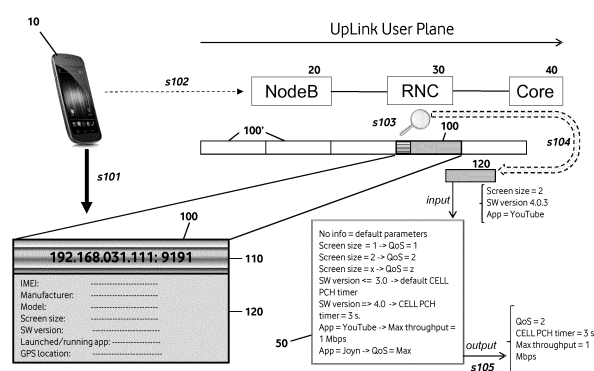 10
UpLink User Plane
s102
20
30
40
NodeB
RNC
Core
s103
100'
100
s104
s101
120
input
Screen size = 2
SW version 4.0.3
App = YouTube
100
192.168.031.111: 9191
110
IMEI: --------------------
Manufacturer: --------------------
Model: --------------------
Screen size: --------------------
SW version: --------------------
Launched/running app: --------------------
GPS location: --------------------
120
No info = default parameters
Screen size = 1 -> QoS = 1
Screen size = 2 -> QoS = 2
Screen size = x -> QoS = z
SW version <= 3.0 -> default CELL
PCH timer
SW version => 4.0 -> CELL PCH
timer = 3 s.
App = YouTube -> Max throughput =
1 Mbps
App = Joyn -> QoS = Max
50
output
s105
QoS = 2
CELL PCH timer = 3 s
Max throughput = 1
Mbps